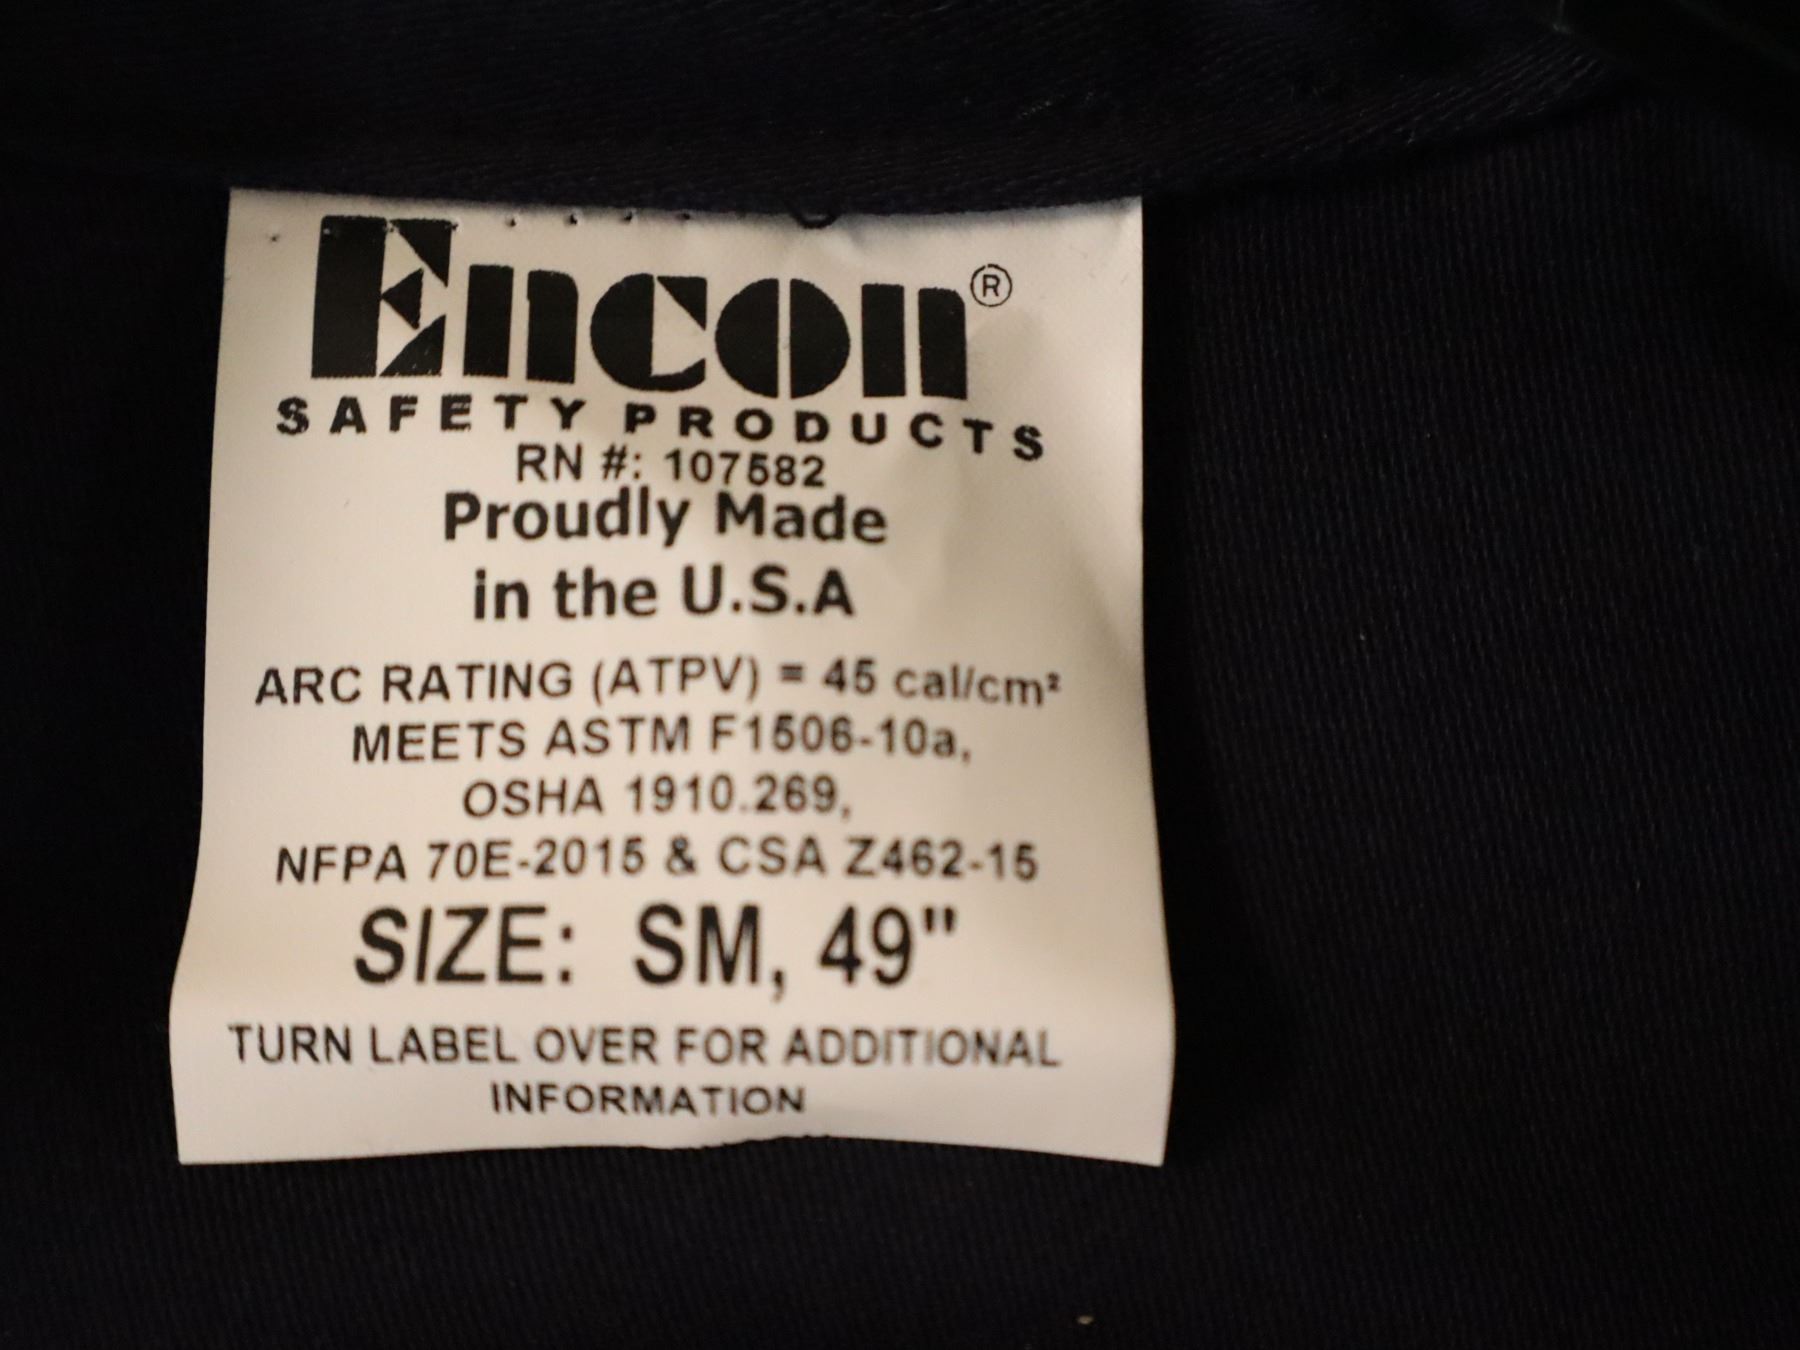 Encon®
SAFETY PRODUCTS
RN #: 107582
Proudly Made
in the U.S.A
ARC RATING (ATPV) = 45 cal/cm²
MEETS ASTM F1506-10a,
OSHA 1910.269,
NFPA 70E-2015 & CSA Z462-15
SIZE: SM, 49"
TURN LABEL OVER FOR ADDITIONAL
INFORMATION